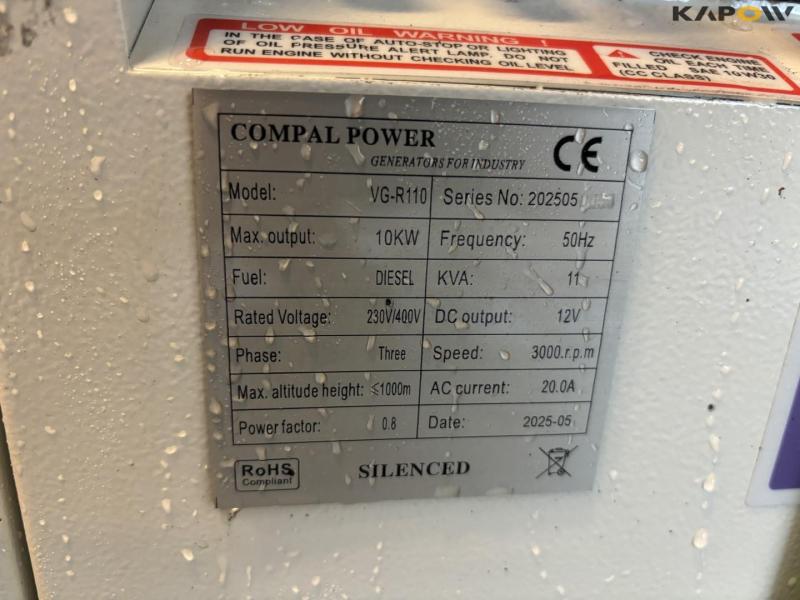 KAPOW
LOW OIL WARNING !
IN THE CASE OF AUTO-STOP OR LIGHTING
OF OIL PRESSURE ALERT LAMP, DO NOT
RUN ENGINE WITHOUT CHECKING OIL LEVEL
CHECK ENGINE
OIL EACH TIME
FILLED SAE 10W30
(CC CLASS)
COMPAL POWER
GENERATORS FOR INDUSTRY
CE
Model: VG-R110 Series No: 202505
Max. output: 10KW Frequency: 50Hz
Fuel: DIESEL KVA: 11
Rated Voltage: 230V/400V DC output: 12V
Phase: Three Speed: 3000.r.p.m
Max. altitude height: ≤1000m AC current: 20.0A
Power factor: 0.8 Date: 2025-05
RoHS
Compliant
SILENCED